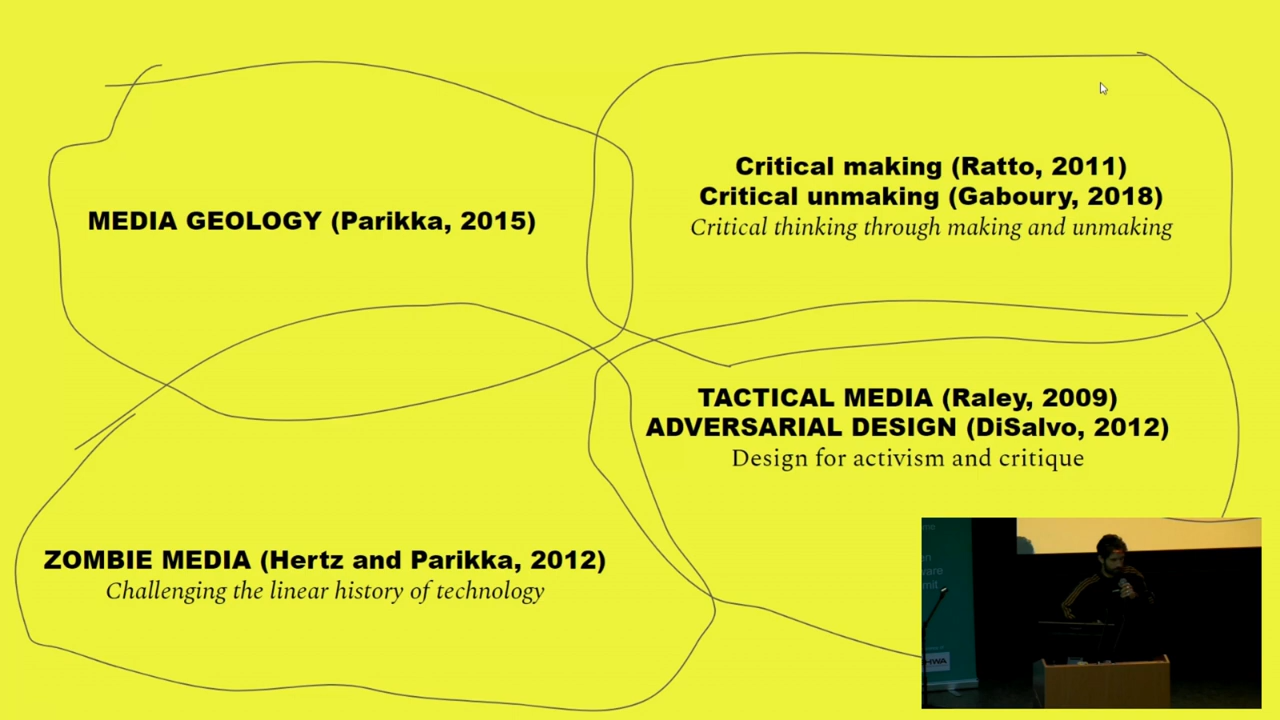 MEDIA GEOLOGY (Parikka, 2015)
Critical making (Ratto, 2011)
Critical unmaking (Gaboury, 2018)
Critical thinking through making and unmaking
TACTICAL MEDIA (Raley, 2009)
ADVERSARIAL DESIGN (DiSalvo, 2012)
Design for activism and critique
ZOMBIE MEDIA (Hertz and Parikka, 2012)
Challenging the linear history of technology
HWA